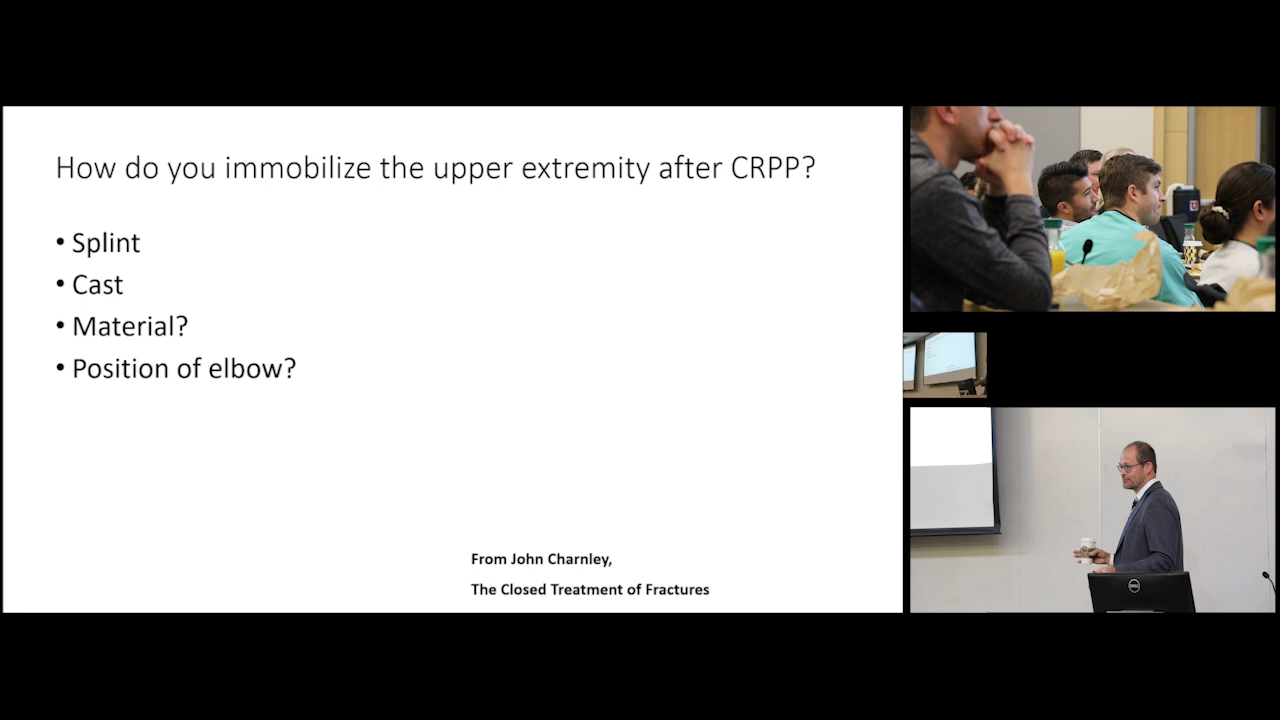 How do you immobilize the upper extremity after CRPP?
• Splint
• Cast
• Material?
• Position of elbow?
From John Charnley,
The Closed Treatment of Fractures
DELL
U